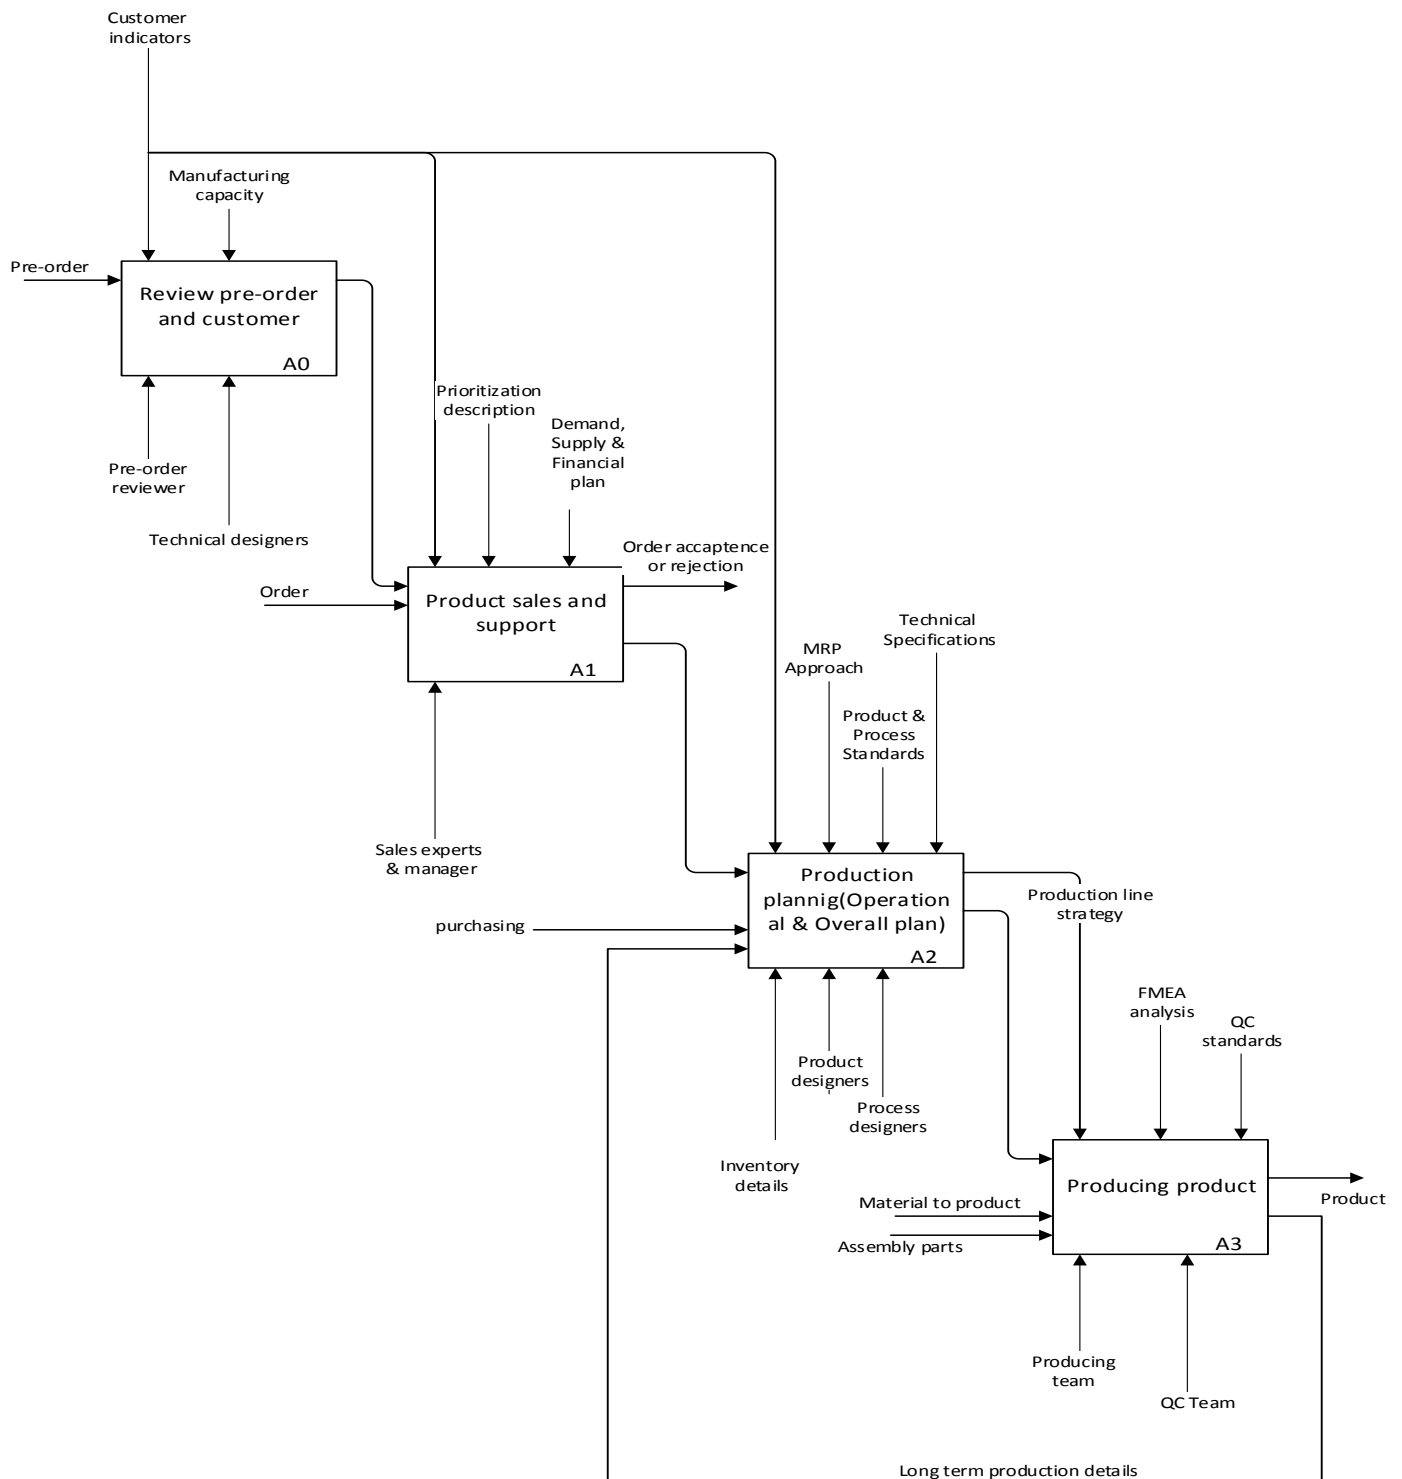 Customer
indicators
Manufacturing
capacity
Pre-order
Review pre-order
and customer
A0
Pre-order
reviewer
Technical designers
Prioritization
description
Demand,
Supply &
Financial
plan
Order accaptence
or rejection
Order
Product sales and
support
A1
Sales experts
& manager
Technical
Specifications
MRP
Approach
Product &
Process
Standards
Production
plannig(Operation
al & Overall plan)
A2
purchasing
Production line
strategy
Product
designers
Process
designers
Inventory
details
FMEA
analysis
QC
standards
Producing product
A3
Material to product
Assembly parts
Product
Producing
team
QC Team
Long term production details